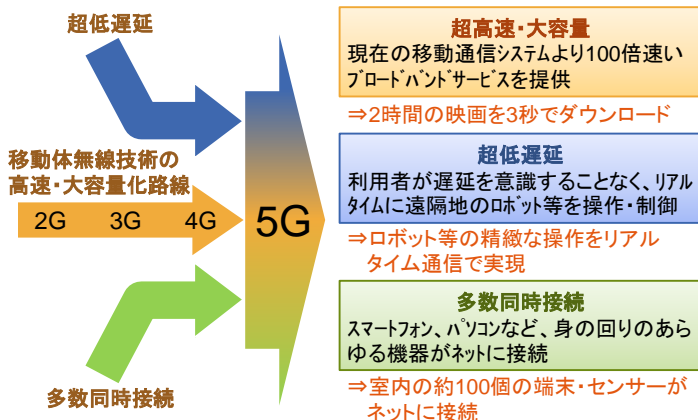 超低遅延
移動体無線技術の
高速・大容量化路線
2G 3G 4G
5G
多数同時接続
超高速・大容量
現在の移動通信システムより100倍速い
ブロードバンドサービスを提供
⇒2時間の映画を3秒でダウンロード
超低遅延
利用者が遅延を意識することなく、リアル
タイムに遠隔地のロボット等を操作・制御
⇒ロボット等の精緻な操作をリアル
タイム通信で実現
多数同時接続
スマートフォン、パソコンなど、身の回りのあら
ゆる機器がネットに接続
⇒室内の約100個の端末・センサーが
ネットに接続